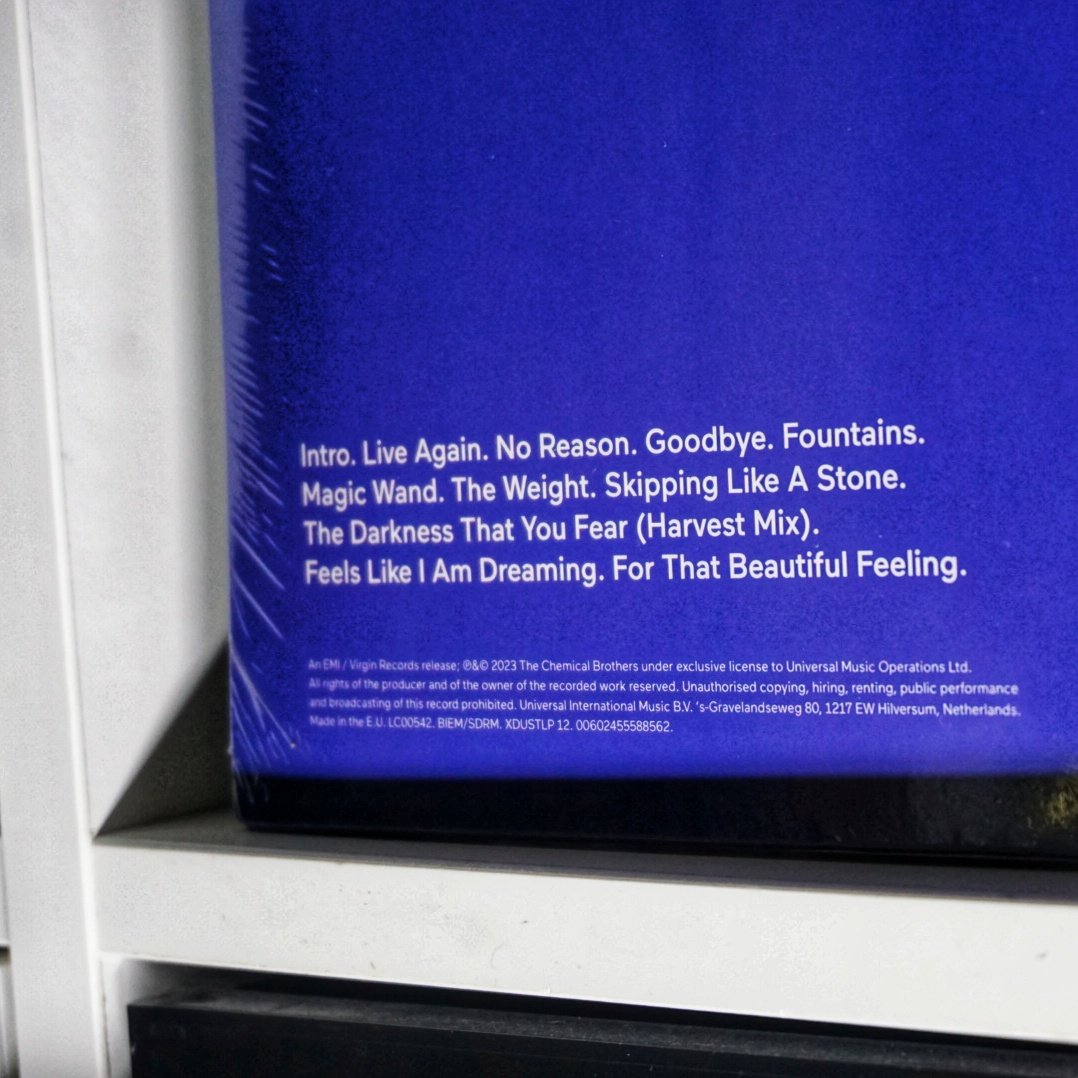 Intro. Live Again. No Reason. Goodbye. Fountains.
Magic Wand. The Weight. Skipping Like A Stone.
The Darkness That You Fear (Harvest Mix).
Feels Like I Am Dreaming. For That Beautiful Feeling.
An EMI / Virgin Records release; ℗&© 2023 The Chemical Brothers under exclusive license to Universal Music Operations Ltd.
All rights of the producer and of the owner of the recorded work reserved. Unauthorised copying, hiring, renting, public performance
and broadcasting of this record prohibited. Universal International Music B.V. 's-Gravelandseweg 80, 1217 EW Hilversum, Netherlands.
Made in the E.U. LC00542. BIEM/SDRM. XDUSTLP 12. 00602455588562.